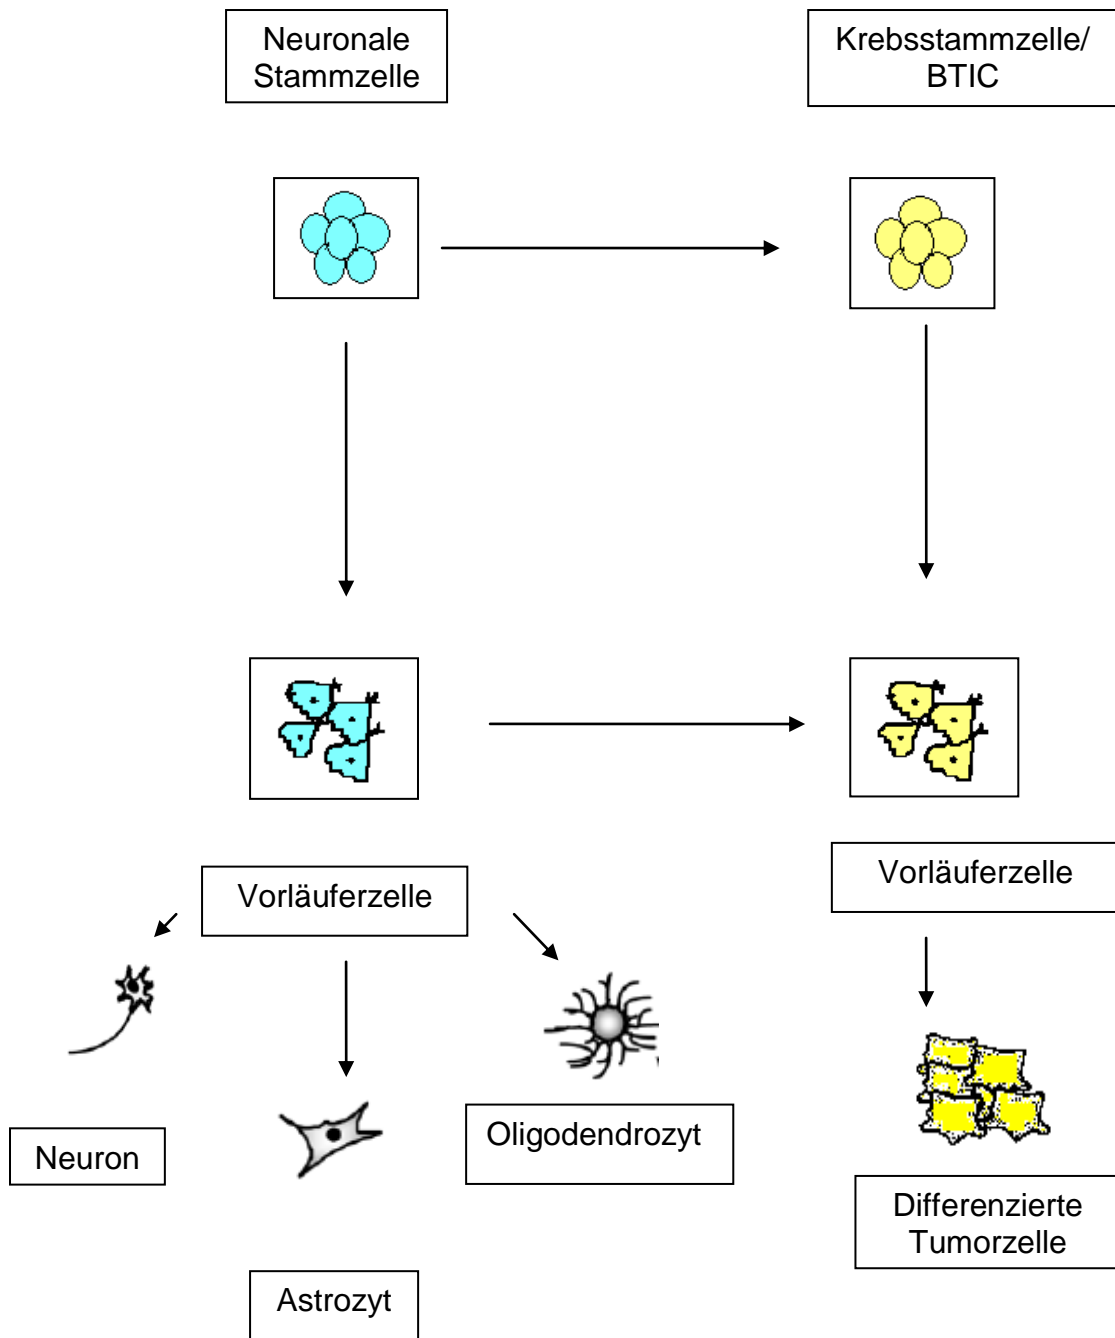 Neuronale
Stammzelle
Krebsstammzelle/
BTIC
Vorläuferzelle
Vorläuferzelle
Neuron
Oligodendrozyt
Astrozyt
Differenzierte
Tumorzelle